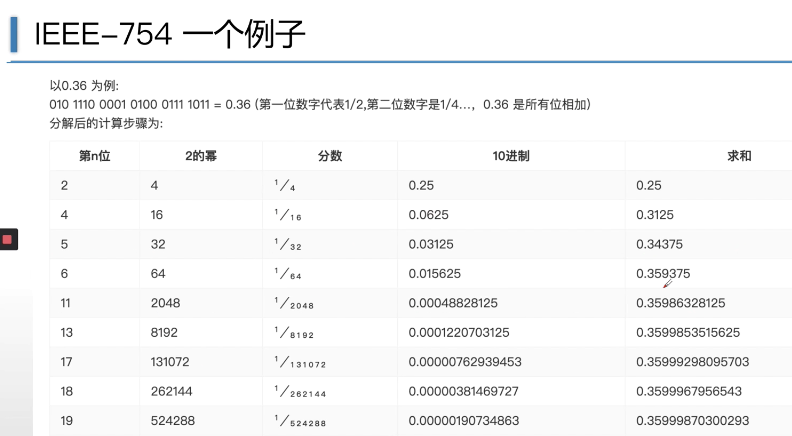 IEEE-754 一个例子
以0.36 为例:
010 1110 0001 0100 0111 1011 = 0.36 (第一位数字代表1/2,第二位数字是1/4…，0.36 是所有位相加)
分解后的计算步骤为:
第n位 2的幂 分数 10进制 求和
2 4 1/4 0.25 0.25
4 16 1/16 0.0625 0.3125
5 32 1/32 0.03125 0.34375
6 64 1/64 0.015625 0.359375
11 2048 1/2048 0.00048828125 0.35986328125
13 8192 1/8192 0.0001220703125 0.3599853515625
17 131072 1/131072 0.00000762939453 0.35999298095703
18 262144 1/262144 0.00000381469727 0.3599967956543
19 524288 1/524288 0.00000190734863 0.35999870300293